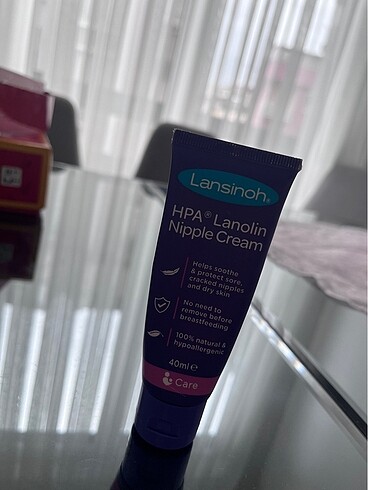 Lansinoh®
HPA® Lanolin
Nipple Cream
Helps soothe
& protect sore,
cracked nipples
and dry skin
No need to
remove before
breastfeeding
100% natural &
hypoallergenic
40ml ℮
Care